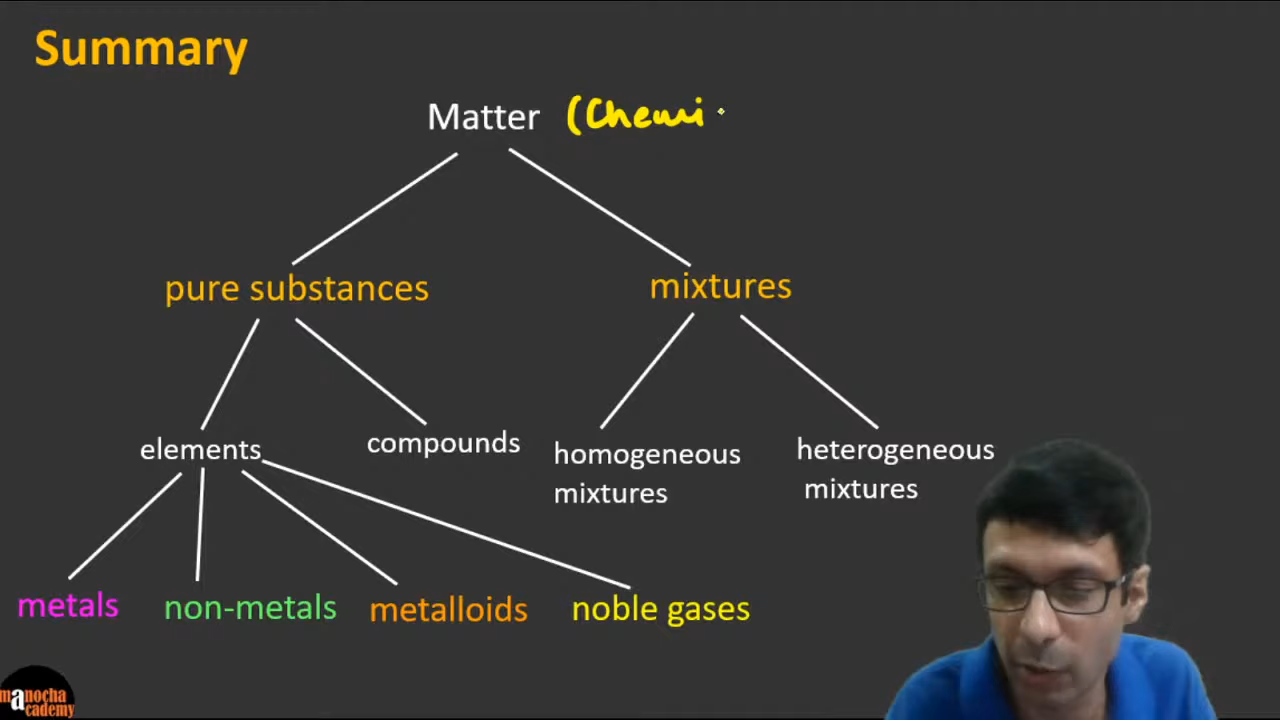 Summary
Matter (Chemi
pure substances
mixtures
elements
compounds
homogeneous
mixtures
heterogeneous
mixtures
metals
non-metals
metalloids
noble gases
manocha
academy